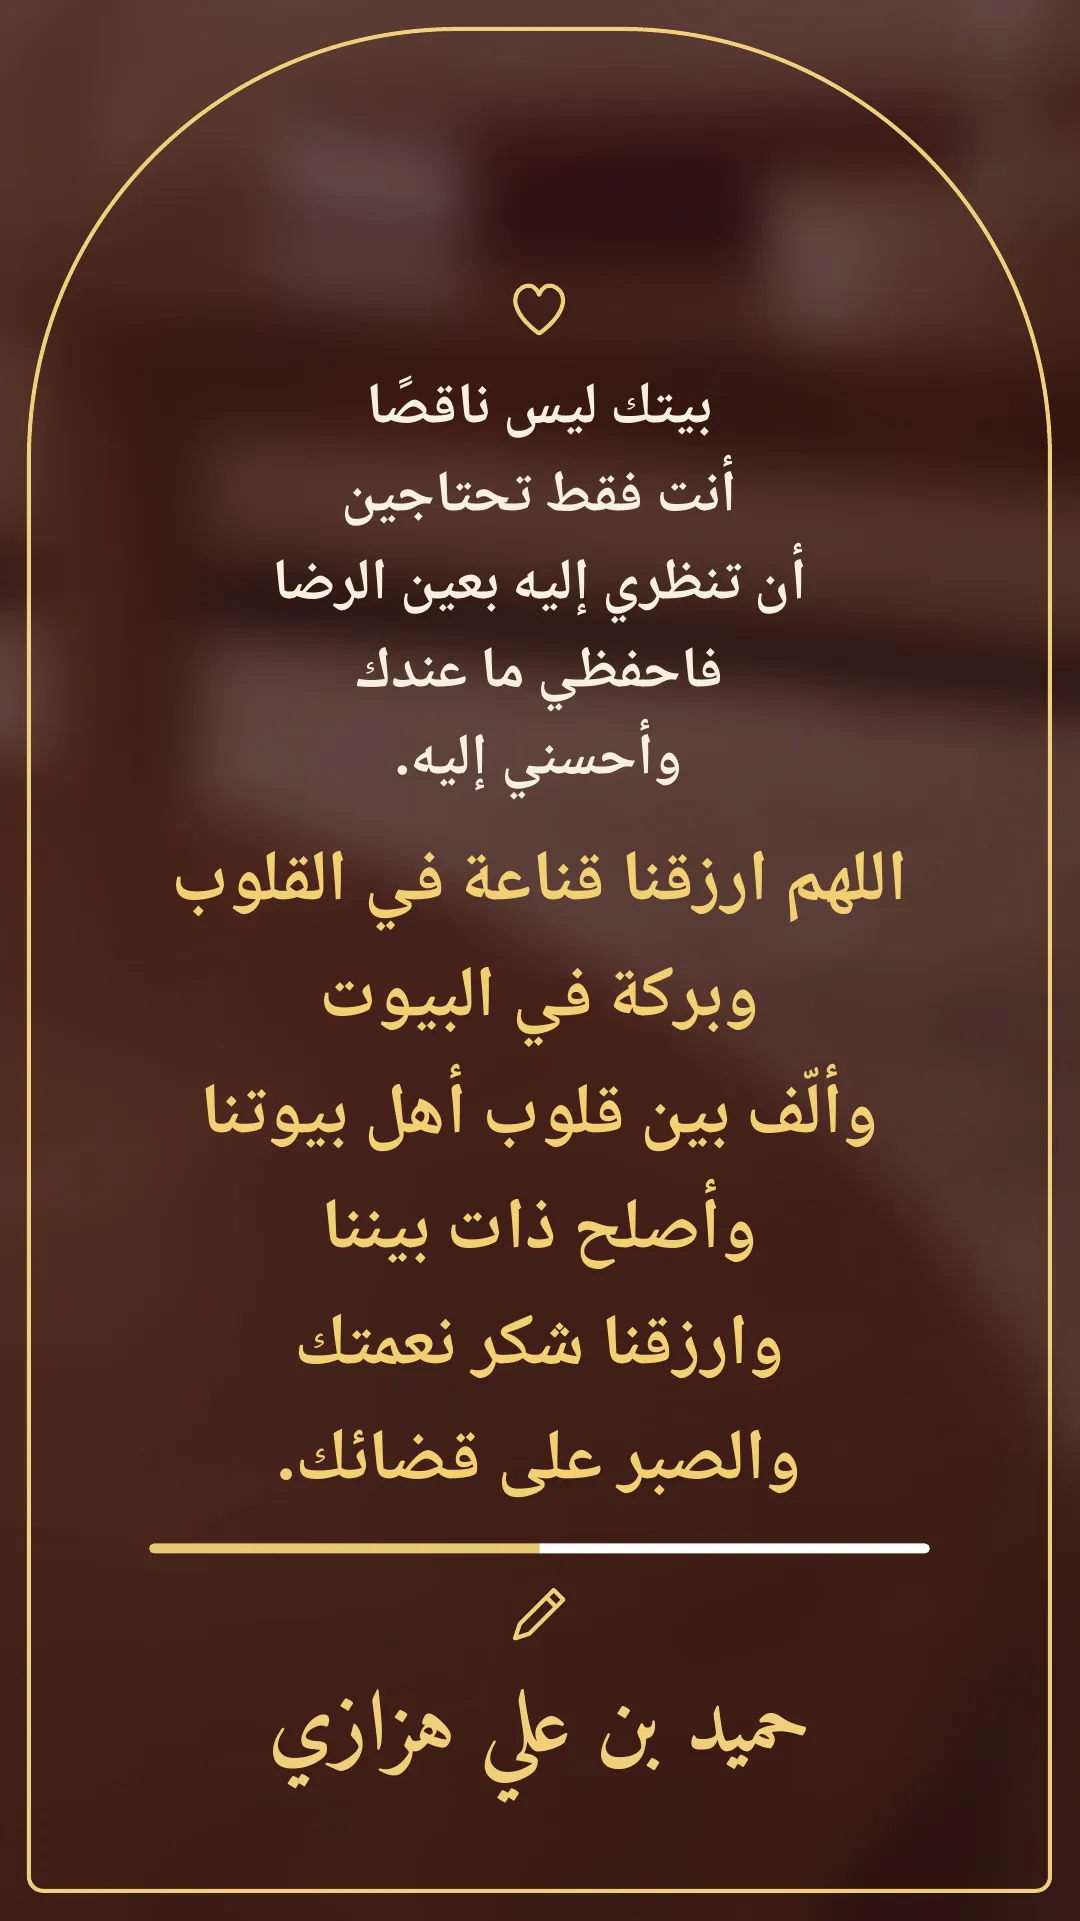 بيتك ليس ناقصًا
أنت فقط تحتاجين
أن تنظري إليه بعين الرضا
فاحفظي ما عندك
وأحسني إليه.
اللهم ارزقنا قناعة في القلوب
وبركة في البيوت
وألّف بين قلوب أهل بيوتنا
وأصلح ذات بيننا
وارزقنا شكر نعمتك
والصبر على قضائك.
حميد بن علي هزازي